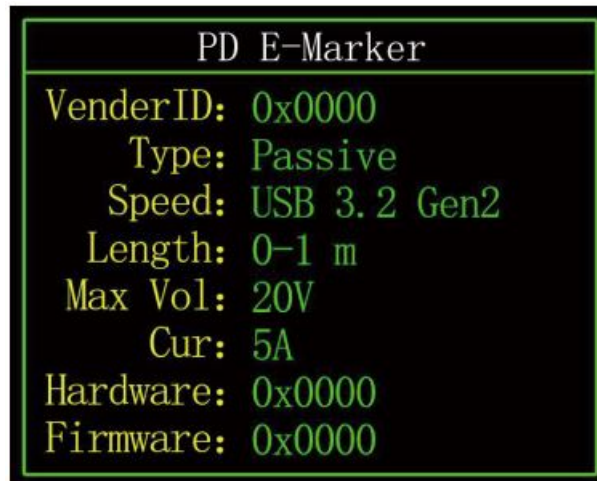 PD E-Marker
VenderID: 0x0000
Type: Passive
Speed: USB 3.2 Gen2
Length: 0-1 m
Max Vol: 20V
Cur: 5A
Hardware: 0x0000
Firmware: 0x0000